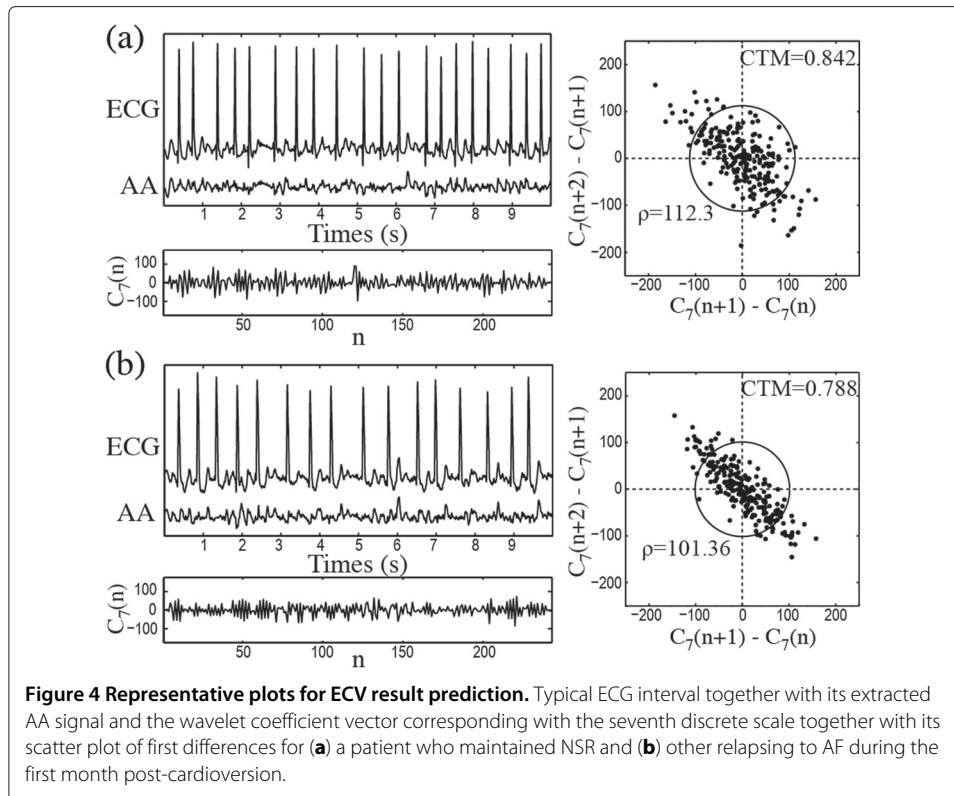 (a)
ECG
AA
1 2 3 4 5 6 7 8 9
Times (s)
C₇(n)
100
0
−100
50 100 150 200
n
CTM=0.842
C₇(n+2) - C₇(n+1)
200
100
0
−100
−200
ρ=112.3
−200 −100 0 100 200
C₇(n+1) - C₇(n)
(b)
ECG
AA
1 2 3 4 5 6 7 8 9
Times (s)
C₇(n)
100
0
−100
50 100 150 200
n
CTM=0.788
C₇(n+2) - C₇(n+1)
200
100
0
−100
−200
ρ=101.36
−200 −100 0 100 200
C₇(n+1) - C₇(n)
Figure 4 Representative plots for ECV result prediction. Typical ECG interval together with its extracted
AA signal and the wavelet coefficient vector corresponding with the seventh discrete scale together with its
scatter plot of first differences for (a) a patient who maintained NSR and (b) other relapsing to AF during the
first month post-cardioversion.